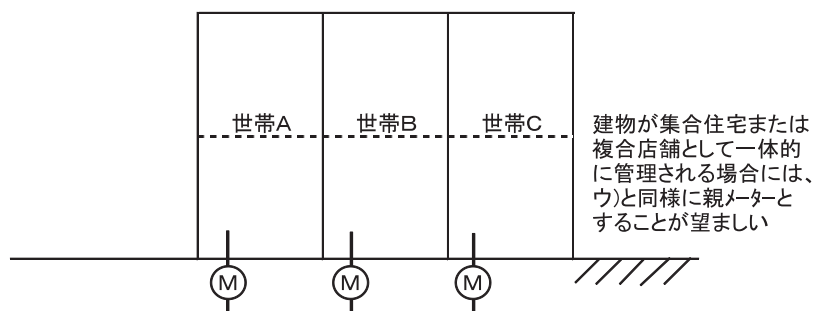 世帯A 世帯B 世帯C
建物が集合住宅または
複合店舗として一体的
に管理される場合には、
ウ)と同様に親メーターと
することが望ましい
M M M